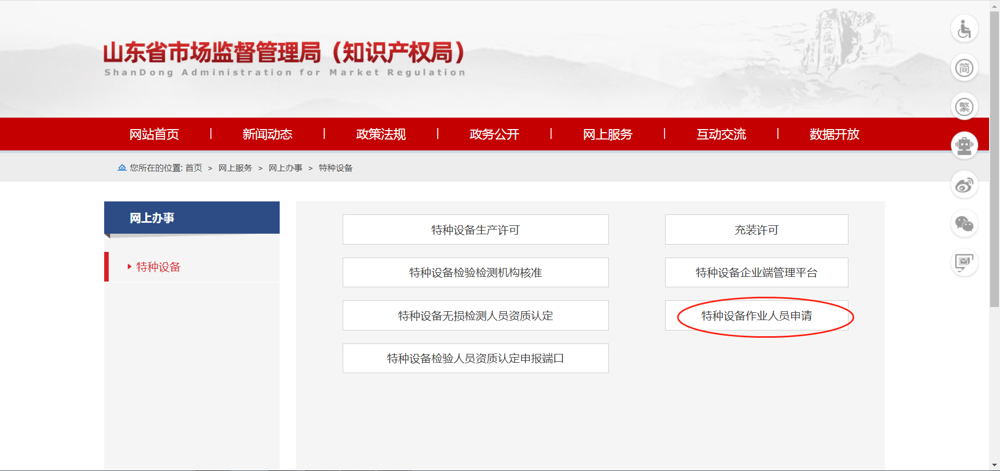 山东省市场监督管理局（知识产权局）
ShanDong Administration for Market Regulation
网站首页 | 新闻动态 | 政策法规 | 政务公开 | 网上服务 | 互动交流 | 数据开放
您所在的位置: 首页 > 网上服务 > 网上办事 > 特种设备
网上办事
特种设备
特种设备生产许可
充装许可
特种设备检验检测机构核准
特种设备企业端管理平台
特种设备无损检测人员资质认定
特种设备作业人员申请
特种设备检验人员资质认定申报端口
简
繁